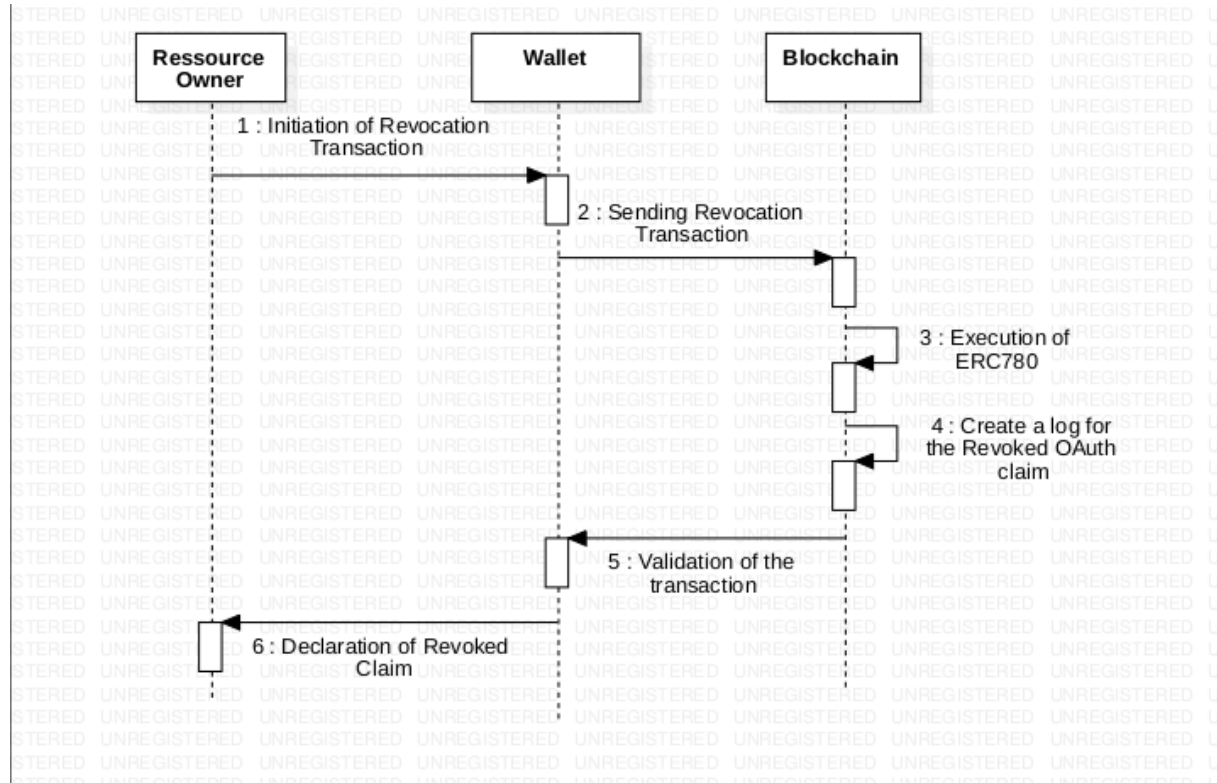 Ressource
Owner
Wallet
Blockchain
1 : Initiation of Revocation
Transaction
2 : Sending Revocation
Transaction
3 : Execution of
ERC780
4 : Create a log for
the Revoked OAuth
claim
5 : Validation of the
transaction
6 : Declaration of Revoked
Claim